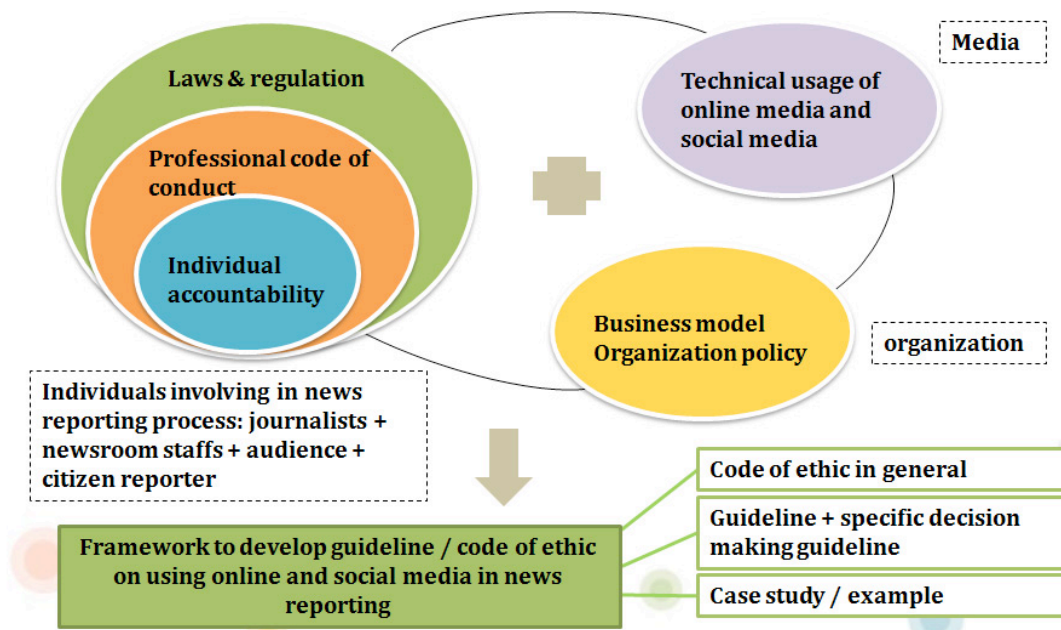 Laws & regulation
Professional code of
conduct
Individual
accountability
Technical usage of
online media and
social media
Media
Business model
Organization policy
organization
Individuals involving in news
reporting process: journalists +
newsroom staffs + audience +
citizen reporter
Framework to develop guideline / code of ethic
on using online and social media in news
reporting
Code of ethic in general
Guideline + specific decision
making guideline
Case study / example